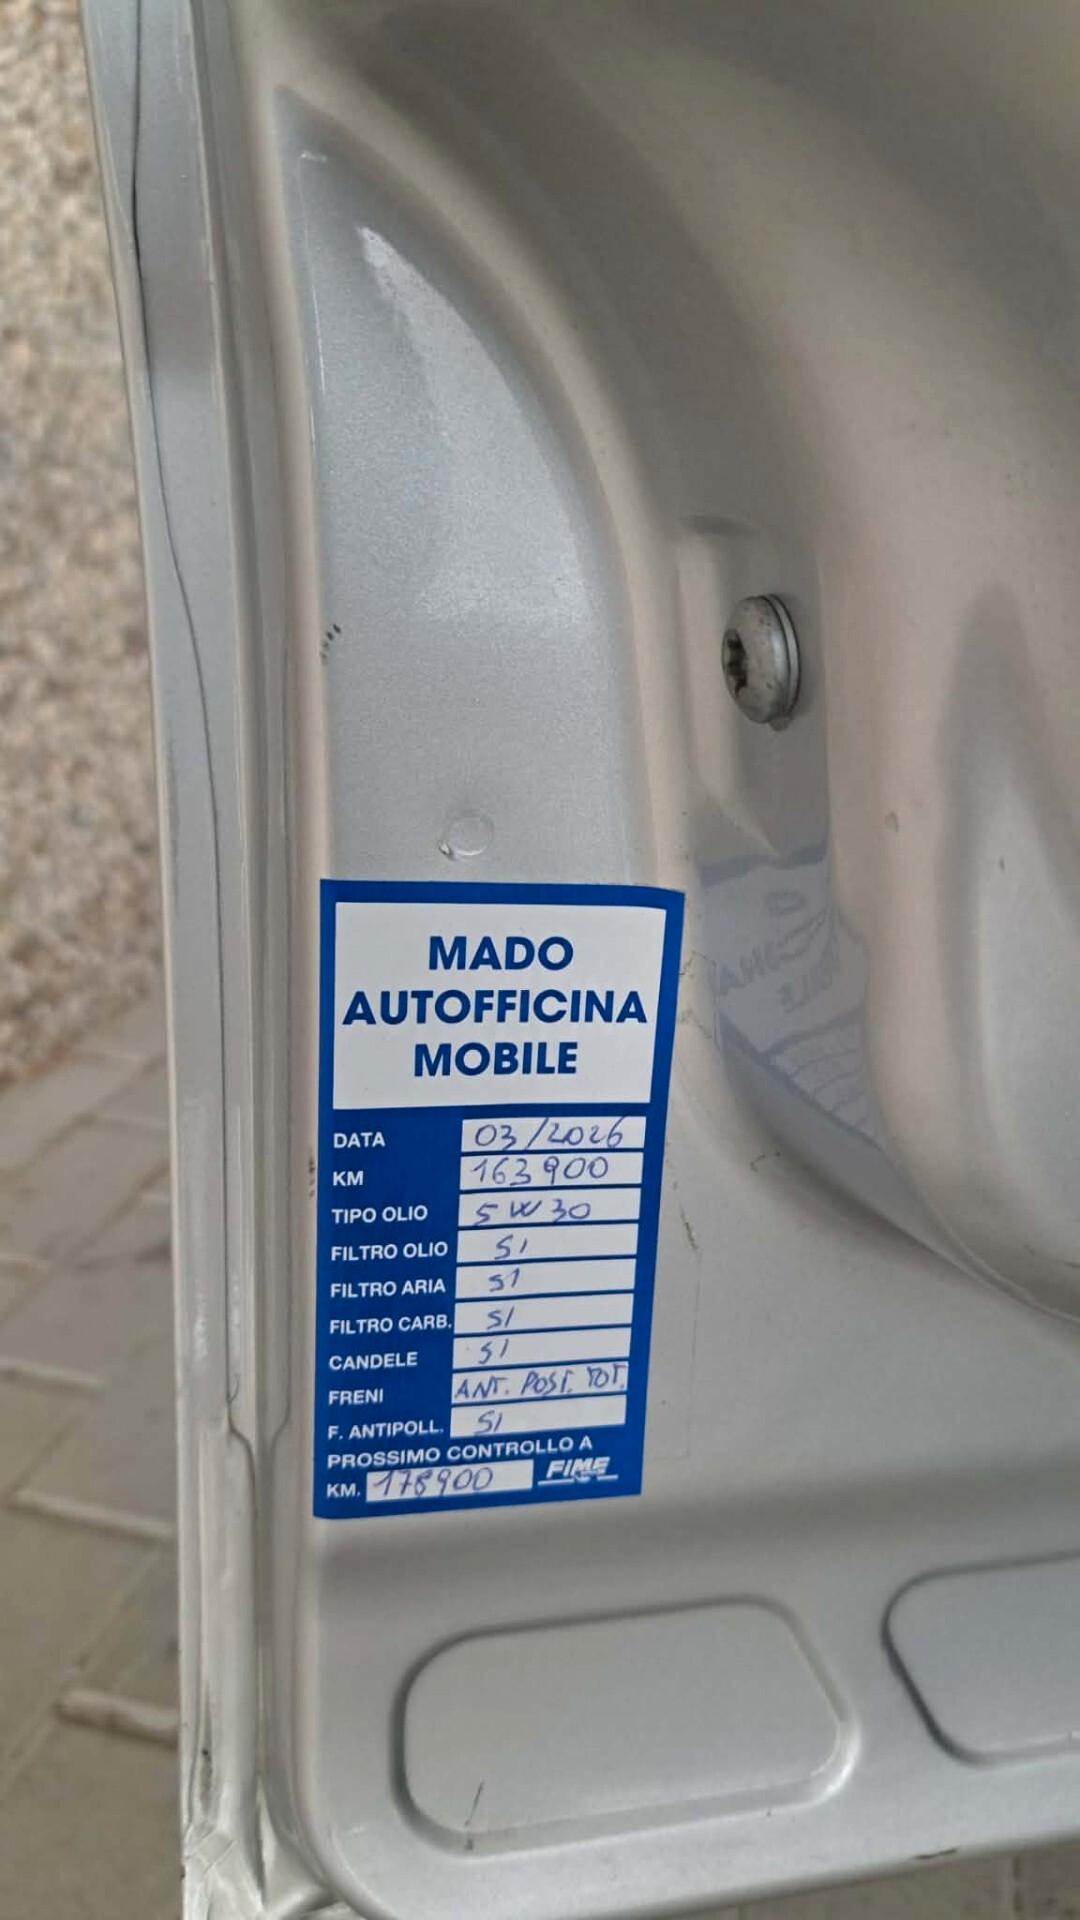 MADO
AUTOFFICINA
MOBILE
DATA 03/2026
KM 163900
TIPO OLIO 5W30
FILTRO OLIO SI
FILTRO ARIA SI
FILTRO CARB. SI
CANDELE SI
FRENI ANT. POST. TOT.
F. ANTIPOLL. SI
PROSSIMO CONTROLLO A
KM. 178900 FIME